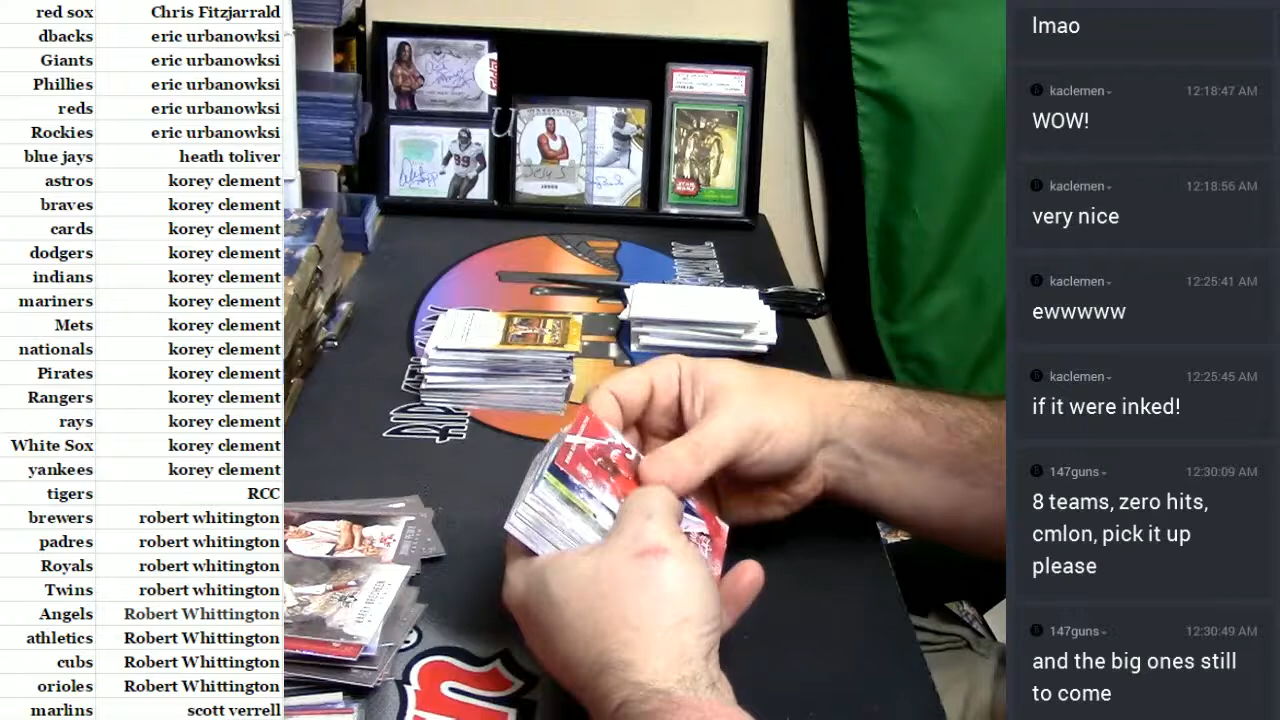 red sox Chris Fitzjarrald
dbacks eric urbanowksi
Giants eric urbanowksi
Phillies eric urbanowksi
reds eric urbanowksi
Rockies eric urbanowksi
blue jays heath toliver
astros korey clement
braves korey clement
cards korey clement
dodgers korey clement
indians korey clement
mariners korey clement
Mets korey clement
nationals korey clement
Pirates korey clement
Rangers korey clement
rays korey clement
White Sox korey clement
yankees korey clement
tigers RCC
brewers robert whitington
padres robert whitington
Royals robert whitington
Twins robert whitington
Angels Robert Whittington
athletics Robert Whittington
cubs Robert Whittington
orioles Robert Whittington
marlins scott verrell
99
STAR
WARS
RIP
lmao
kaclemen 12:18:47 AM
WOW!
kaclemen 12:18:56 AM
very nice
kaclemen 12:25:41 AM
ewwwww
kaclemen 12:25:45 AM
if it were inked!
147guns 12:30:09 AM
8 teams, zero hits,
cmlon, pick it up
please
147guns 12:30:49 AM
and the big ones still
to come